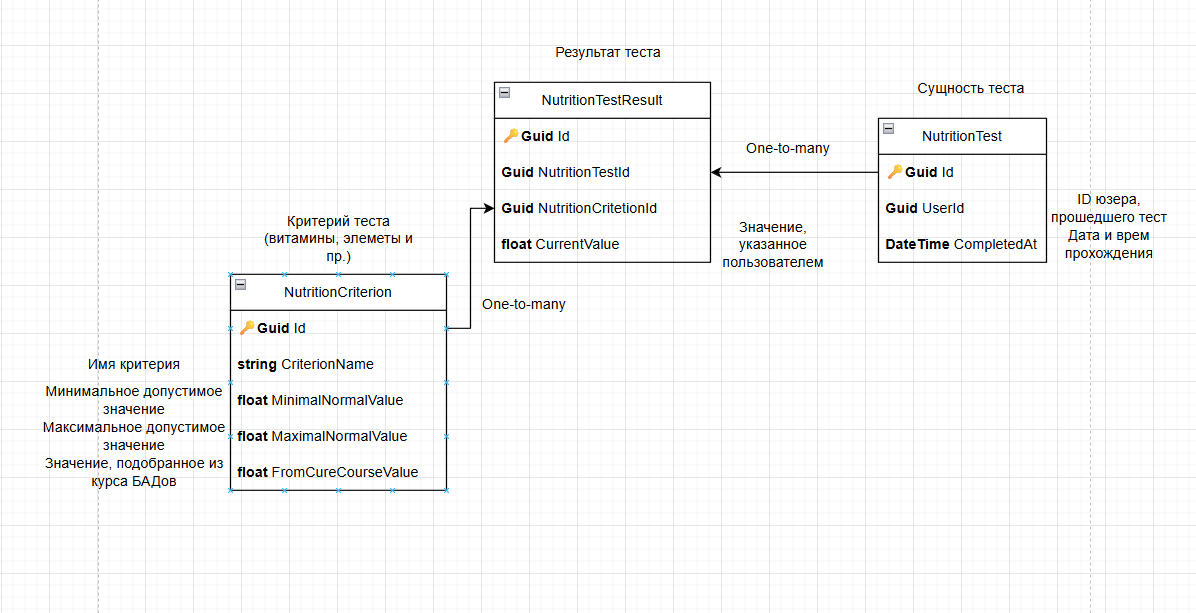 Результат теста
NutritionTestResult
Guid Id
Guid NutritionTestId
Guid NutritionCritetionId
float CurrentValue
One-to-many
Сущность теста
NutritionTest
Guid Id
Guid UserId
DateTime CompletedAt
ID юзера,
прошедшего тест
Дата и врем
прохождения
Значение,
указанное
пользователем
Критерий теста
(витамины, элеметы и
пр.)
NutritionCriterion
Guid Id
string CriterionName
float MinimalNormalValue
float MaximalNormalValue
float FromCureCourseValue
One-to-many
Имя критерия
Минимальное допустимое
значение
Максимальное допустимое
значение
Значение, подобранное из
курса БАДов